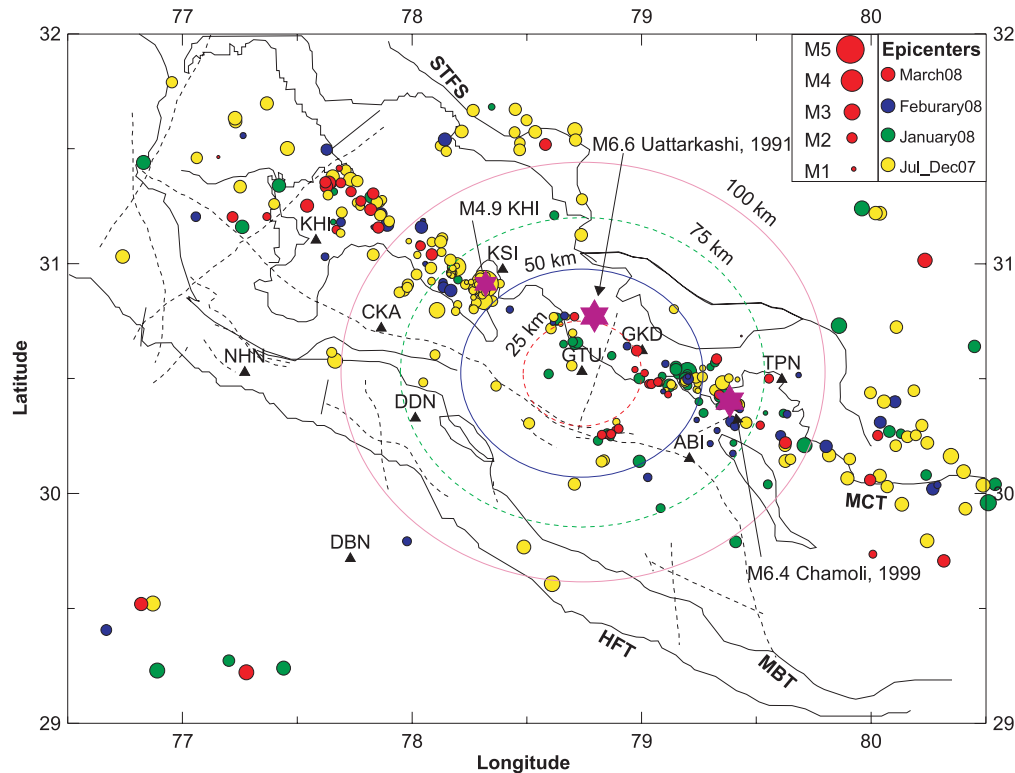 77
78
79
80
32
32
31
31
30
30
29
29
77
78
79
80
Latitude
Longitude
M5
M4
M3
M2
M1
Epicenters
March08
Feburary08
January08
Jul_Dec07
STFS
M6.6 Uattarkashi, 1991
100 km
75 km
50 km
25 km
M4.9 KHI
KHI
KSI
CKA
GKD
GTU
TPN
NHN
DDN
ABI
MCT
DBN
M6.4 Chamoli, 1999
HFT
MBT